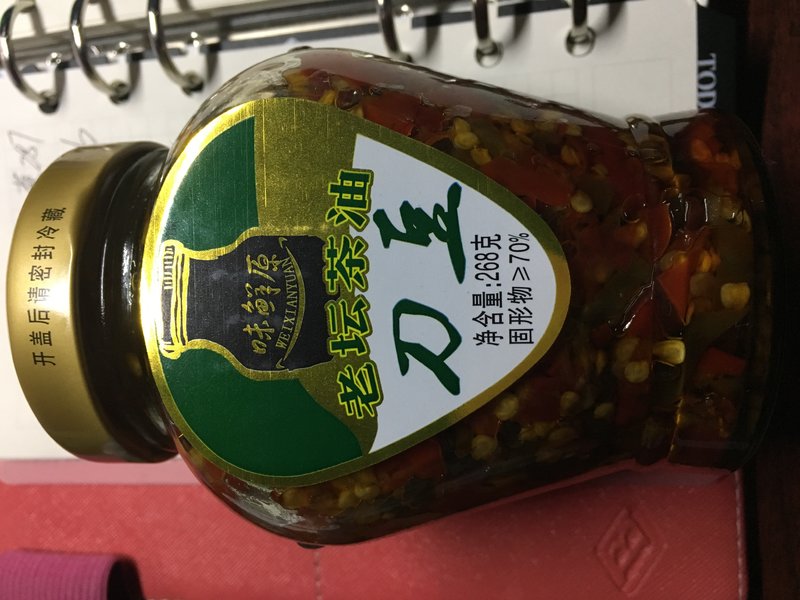 开盖后请密封冷藏
味鲜原
WEIXIANYUAN
老坛茶油
刀豆
净含量:268克
固形物≥70%
TOD